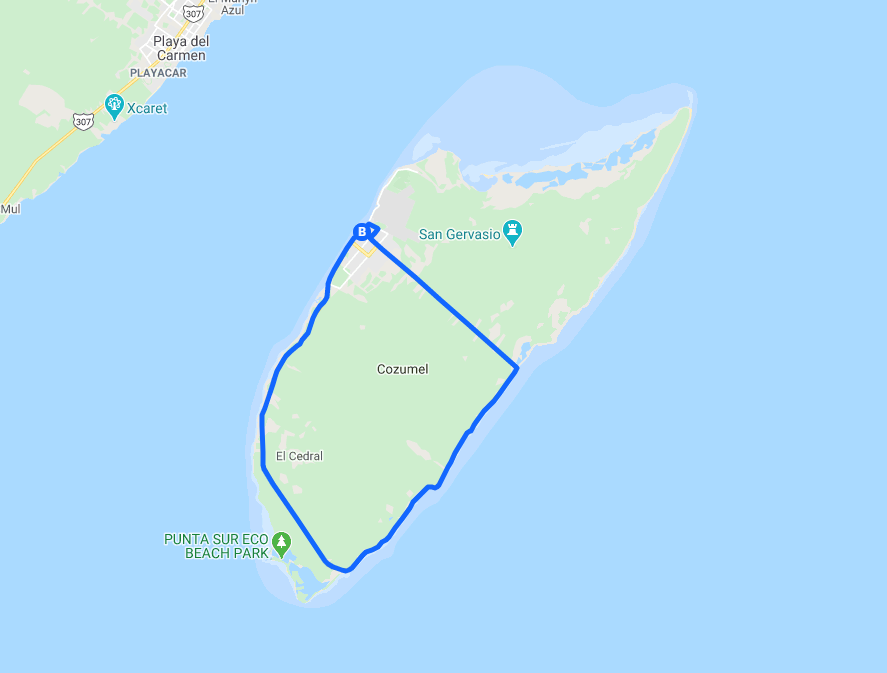 307
Azul
Playa del
Carmen
PLAYACAR
Xcaret
307
Mul
San Gervasio
B
Cozumel
El Cedral
PUNTA SUR ECO
BEACH PARK